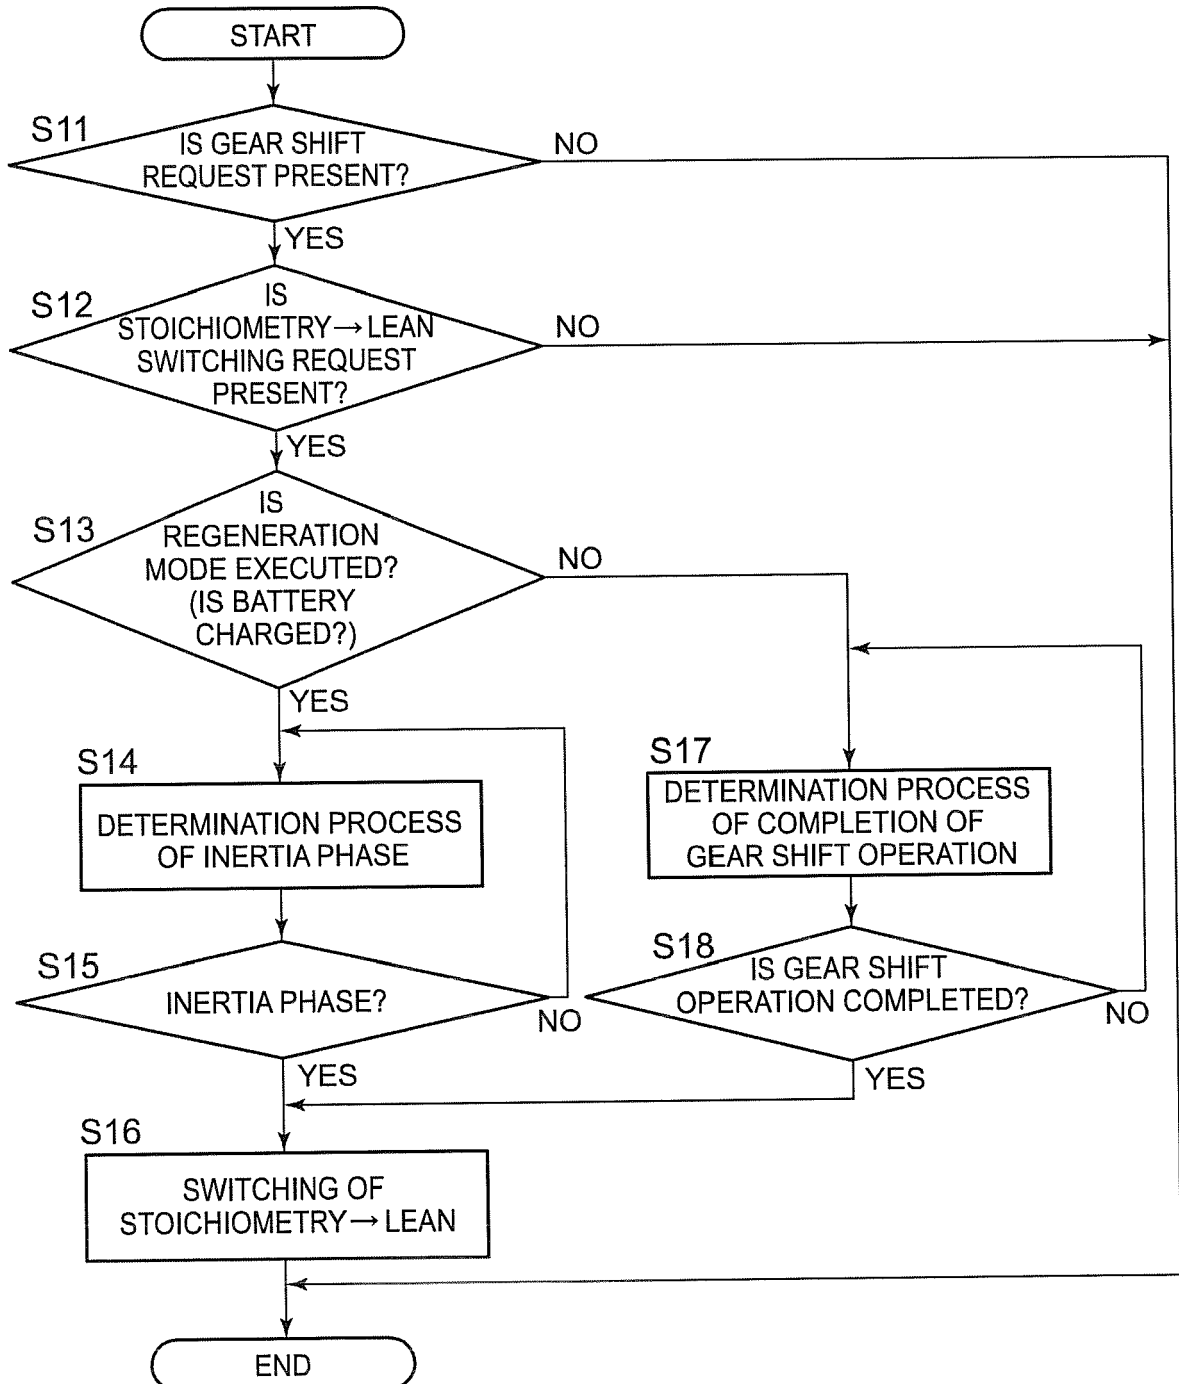 START
S11
IS GEAR SHIFT
REQUEST PRESENT?
NO
YES
S12
IS
STOICHIOMETRY→LEAN
SWITCHING REQUEST
PRESENT?
NO
YES
S13
IS
REGENERATION
MODE EXECUTED?
(IS BATTERY
CHARGED?)
NO
YES
S14
DETERMINATION PROCESS
OF INERTIA PHASE
S17
DETERMINATION PROCESS
OF COMPLETION OF
GEAR SHIFT OPERATION
S15
INERTIA PHASE?
NO
YES
S18
IS GEAR SHIFT
OPERATION COMPLETED?
NO
YES
S16
SWITCHING OF
STOICHIOMETRY→LEAN
END